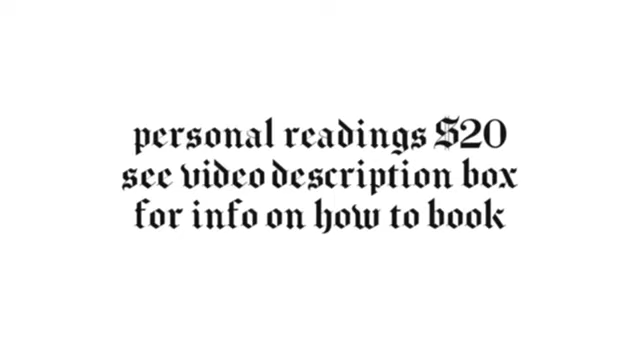 personal readings $20
see video description box
for info on how to book